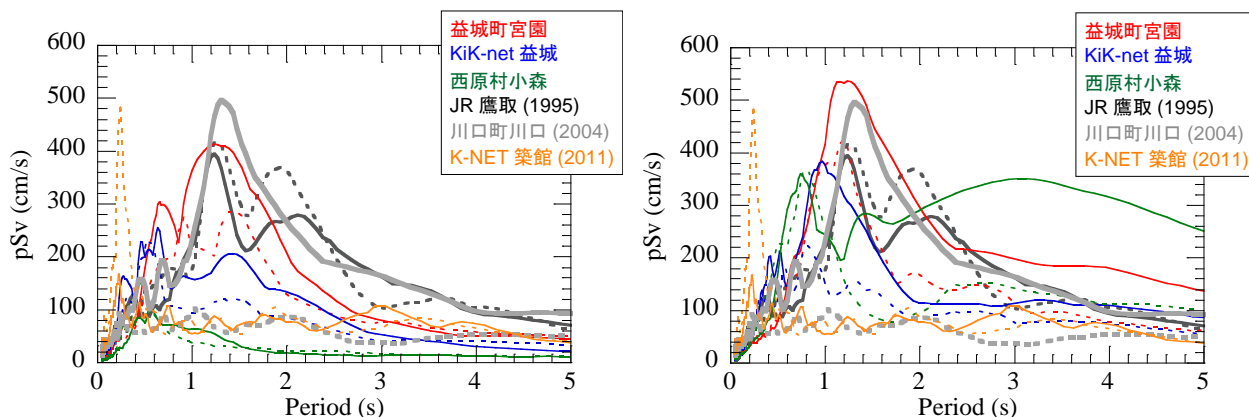 益城町宮園
KiK-net 益城
西原村小森
JR 鷹取 (1995)
川口町川口 (2004)
K-NET 築館 (2011)
600
500
400
300
200
100
0
pSv (cm/s)
0
1
2
3
4
5
Period (s)
益城町宮園
KiK-net 益城
西原村小森
JR 鷹取 (1995)
川口町川口 (2004)
K-NET 築館 (2011)
600
500
400
300
200
100
0
pSv (cm/s)
0
1
2
3
4
5
Period (s)